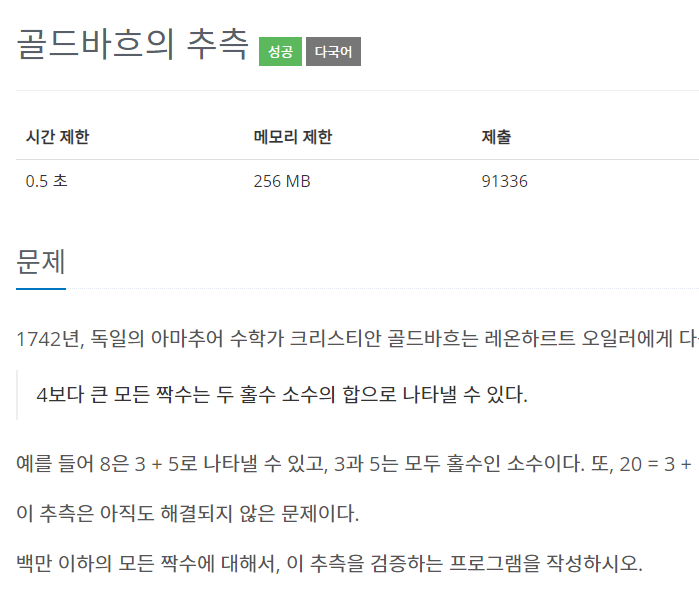 골드바흐의 추측 성공 다국어
시간 제한 메모리 제한 제출
0.5 초 256 MB 91336
문제
1742년, 독일의 아마추어 수학가 크리스티안 골드바흐는 레온하르트 오일러에게 다
4보다 큰 모든 짝수는 두 홀수 소수의 합으로 나타낼 수 있다.
예를 들어 8은 3 + 5로 나타낼 수 있고, 3과 5는 모두 홀수인 소수이다. 또, 20 = 3 +
이 추측은 아직도 해결되지 않은 문제이다.
백만 이하의 모든 짝수에 대해서, 이 추측을 검증하는 프로그램을 작성하시오.